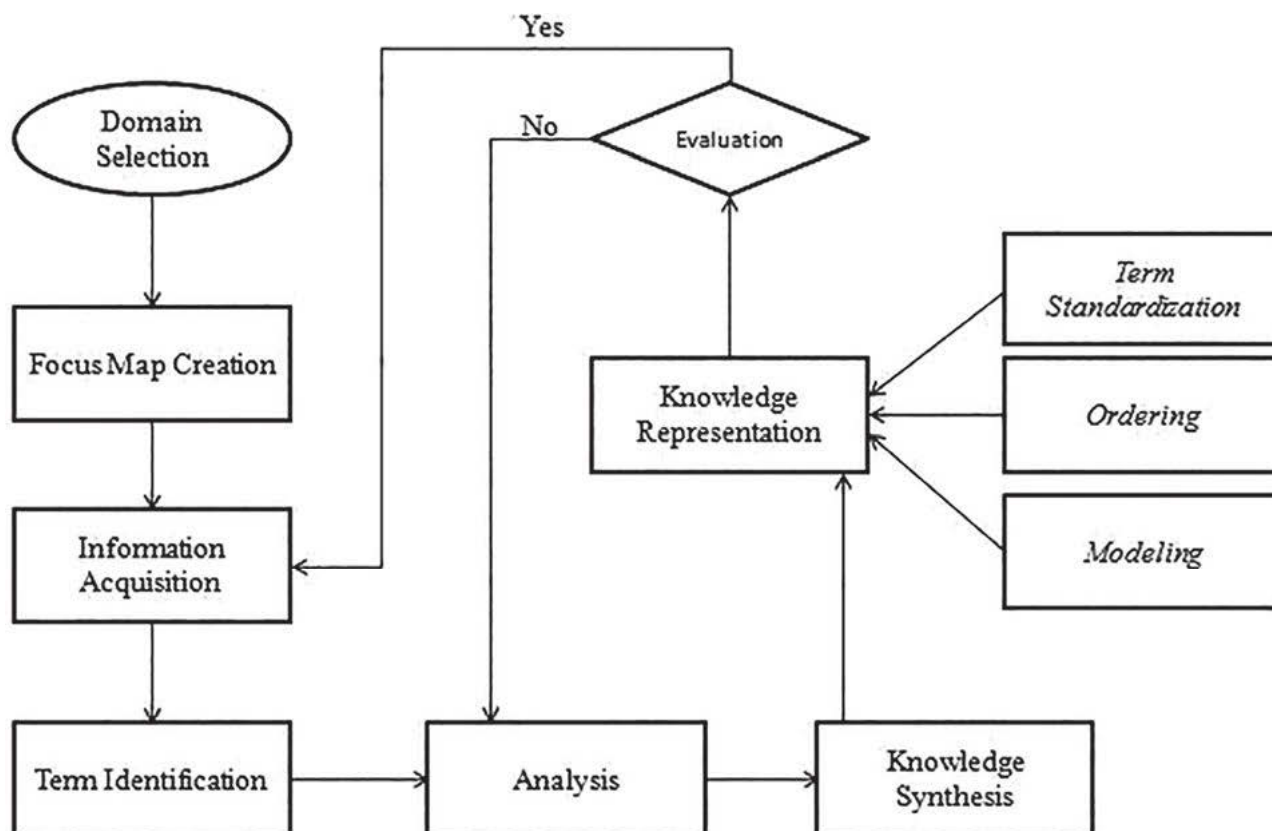 Yes
Domain
Selection
No
Evaluation
Term
Standardization
Focus Map Creation
Knowledge
Representation
Ordering
Information
Acquisition
Modeling
Term Identification
Analysis
Knowledge
Synthesis